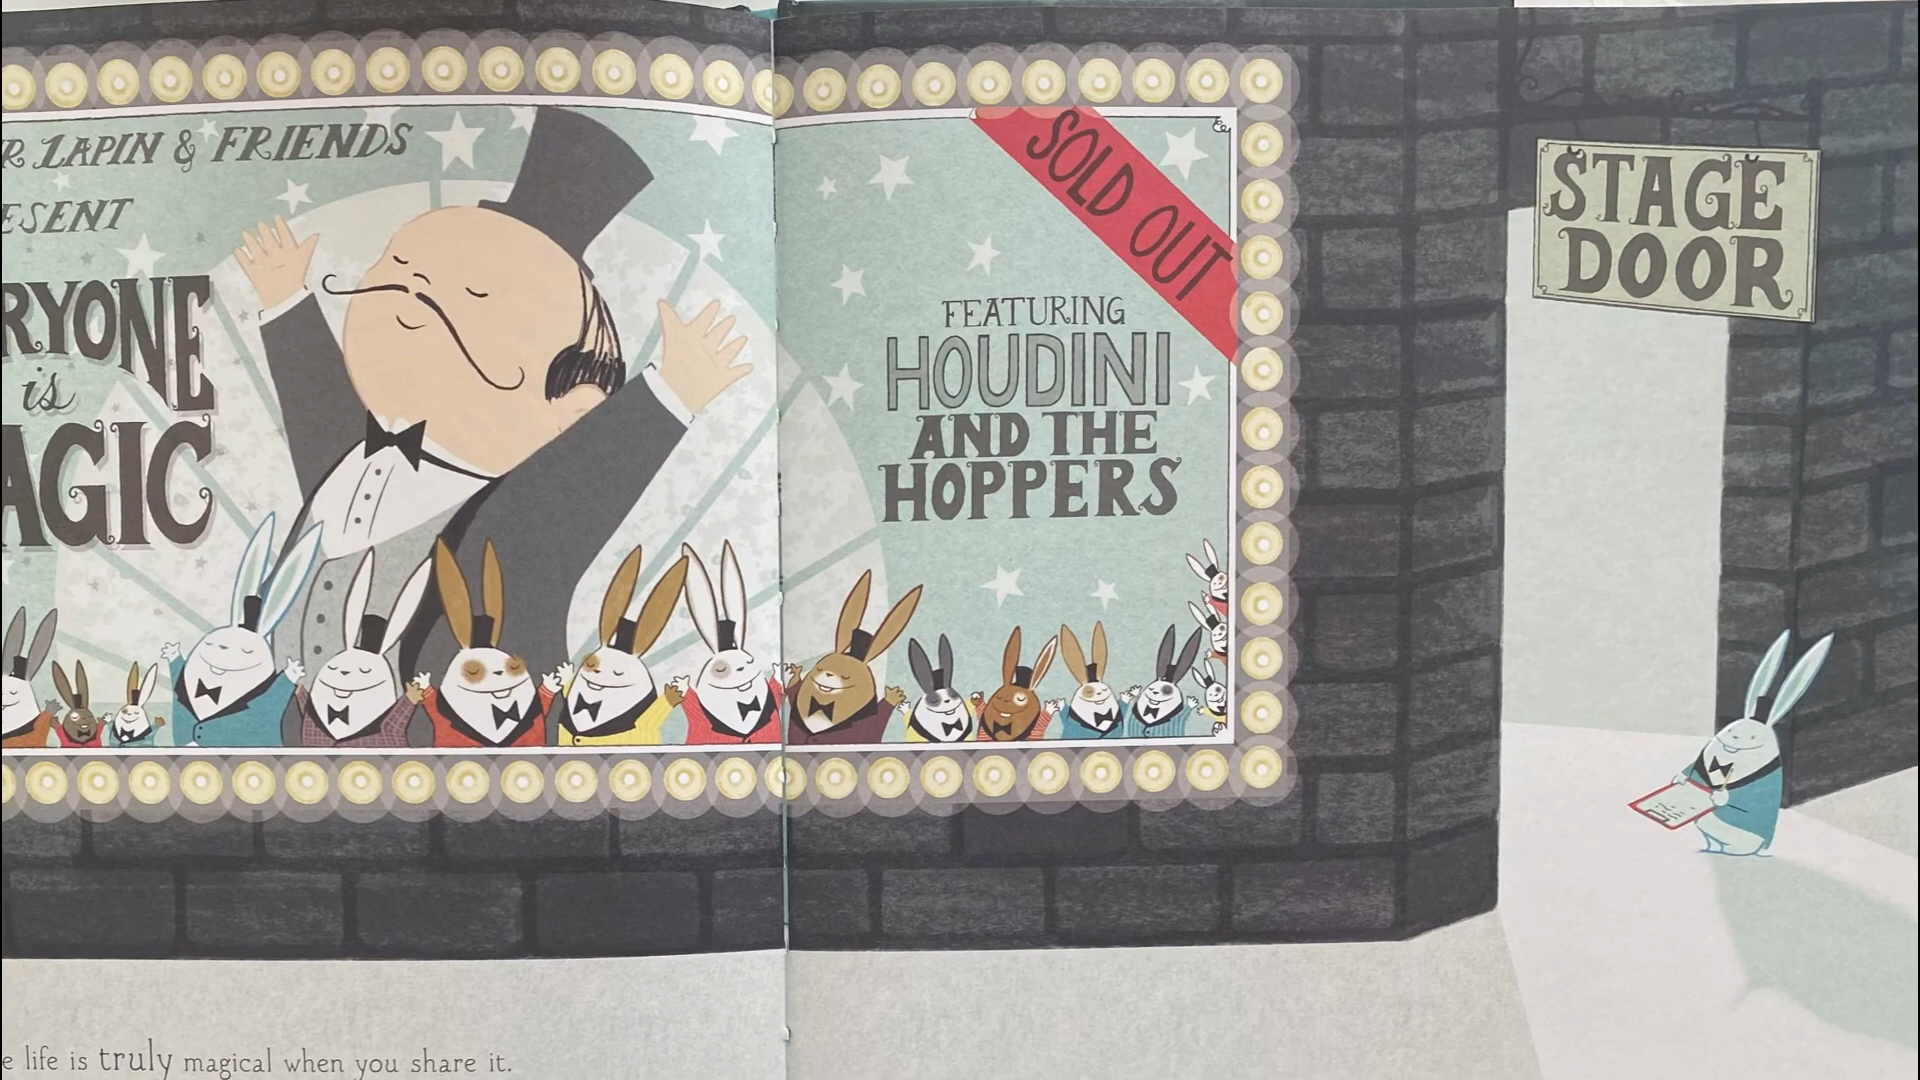 R LAPIN & FRIENDS
ESENT
RYONE
is
AGIC
SOLD OUT
FEATURING
HOUDINI
AND THE
HOPPERS
STAGE
DOOR
e life is truly magical when you share it.